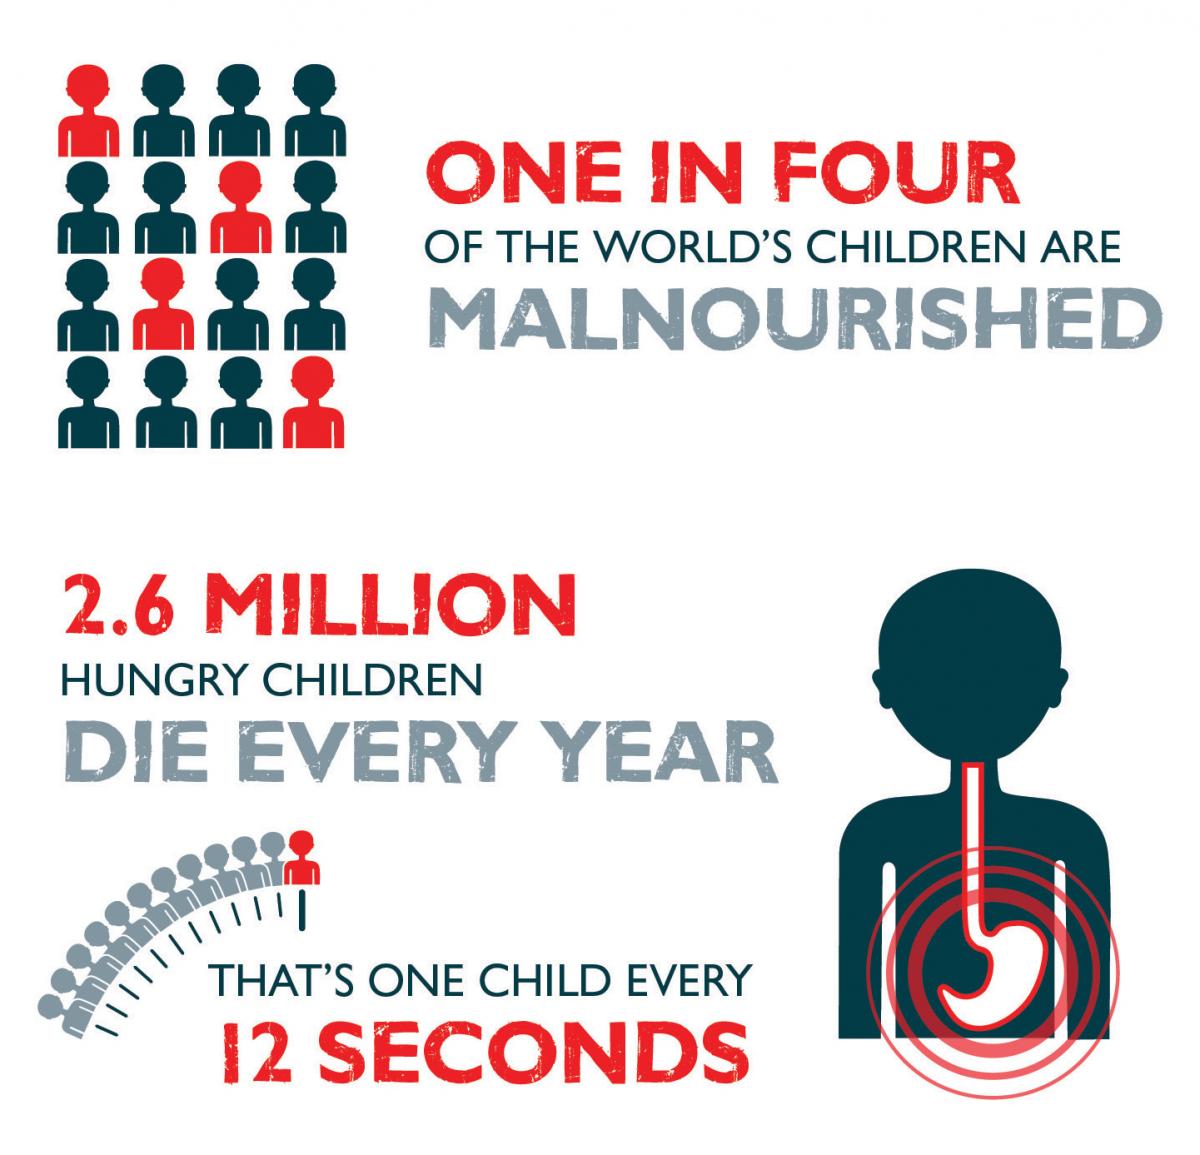 ONE IN FOUR
OF THE WORLD'S CHILDREN ARE
MALNOURISHED
2.6 MILLION
HUNGRY CHILDREN
DIE EVERY YEAR
THAT'S ONE CHILD EVERY
12 SECONDS